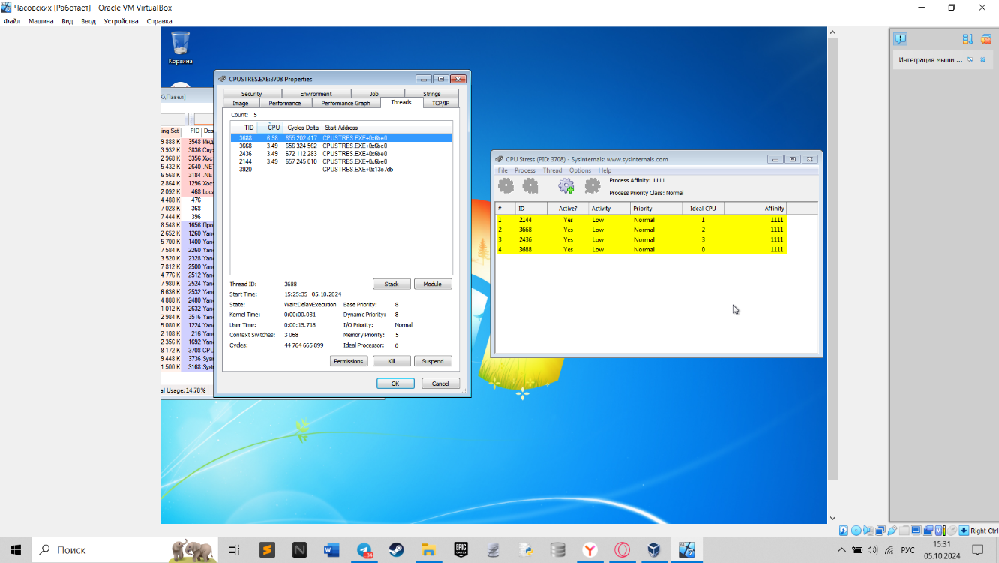 Часовских [Работает] - Oracle VM VirtualBox
Файл Машина Вид Ввод Устройства Справка
Корзина
Интеграция мыши ...
\Павел]
CPUSTRES.EXE:3708 Properties
Security Environment Job Strings
Image Performance Performance Graph Threads TCP/IP
Count: 5
TID CPU Cycles Delta Start Address
3688 6.98 655 202 417 CPUSTRES.EXE+0x6be0
3668 3.49 656 324 562 CPUSTRES.EXE+0x6be0
2436 3.49 672 112 283 CPUSTRES.EXE+0x6be0
2144 3.49 657 245 010 CPUSTRES.EXE+0x6be0
3920 CPUSTRES.EXE+0x13e7db
Thread ID: 3688 Stack Module
Start Time: 15:25:35 05.10.2024
State: Wait:DelayExecution Base Priority: 8
Kernel Time: 0:00:00.031 Dynamic Priority: 8
User Time: 0:00:15.718 I/O Priority: Normal
Context Switches: 3 068 Memory Priority: 5
Cycles: 44 764 665 899 Ideal Processor: 0
Permissions Kill Suspend
OK Cancel
ing Set PID Des
9 888 K 3548 Инд
3 932 K 3836 Слу
2 968 K 3356 Хос
5 432 K 2640 .NET
6 568 K 3184 .NET
2 864 K 1296 Хос
2 092 K 468 Loca
4 488 K 476
7 028 K 368
7 444 K 396
8 548 K 1656 Про
2 652 K 1260 Yan
5 700 K 1400 Yan
7 584 K 2260 Yan
3 520 K 2328 Yan
7 812 K 2500 Yan
4 776 K 2512 Yan
7 980 K 2524 Yan
6 636 K 2532 Yan
4 888 K 2480 Yan
1 012 K 2632 Yan
2 984 K 3516 Yan
5 080 K 1224 Yan
2 108 K 216 Yan
2 356 K 1692 Yan
8 172 K 3708 CPU
9 448 K 3736 Sysi
1 500 K 3168 Sysi
al Usage: 14.78%
CPU Stress (PID: 3708) - Sysinternals: www.sysinternals.com
File Process Thread Options Help
Process Affinity: 1111
Process Priority Class: Normal
# ID Active? Activity Priority Ideal CPU Affinity
1 2144 Yes Low Normal 1 1111
2 3668 Yes Low Normal 2 1111
3 2436 Yes Low Normal 3 1111
4 3688 Yes Low Normal 0 1111
Right Ctrl
Поиск
84
EPIC GAMES
РУС
15:31
05.10.2024